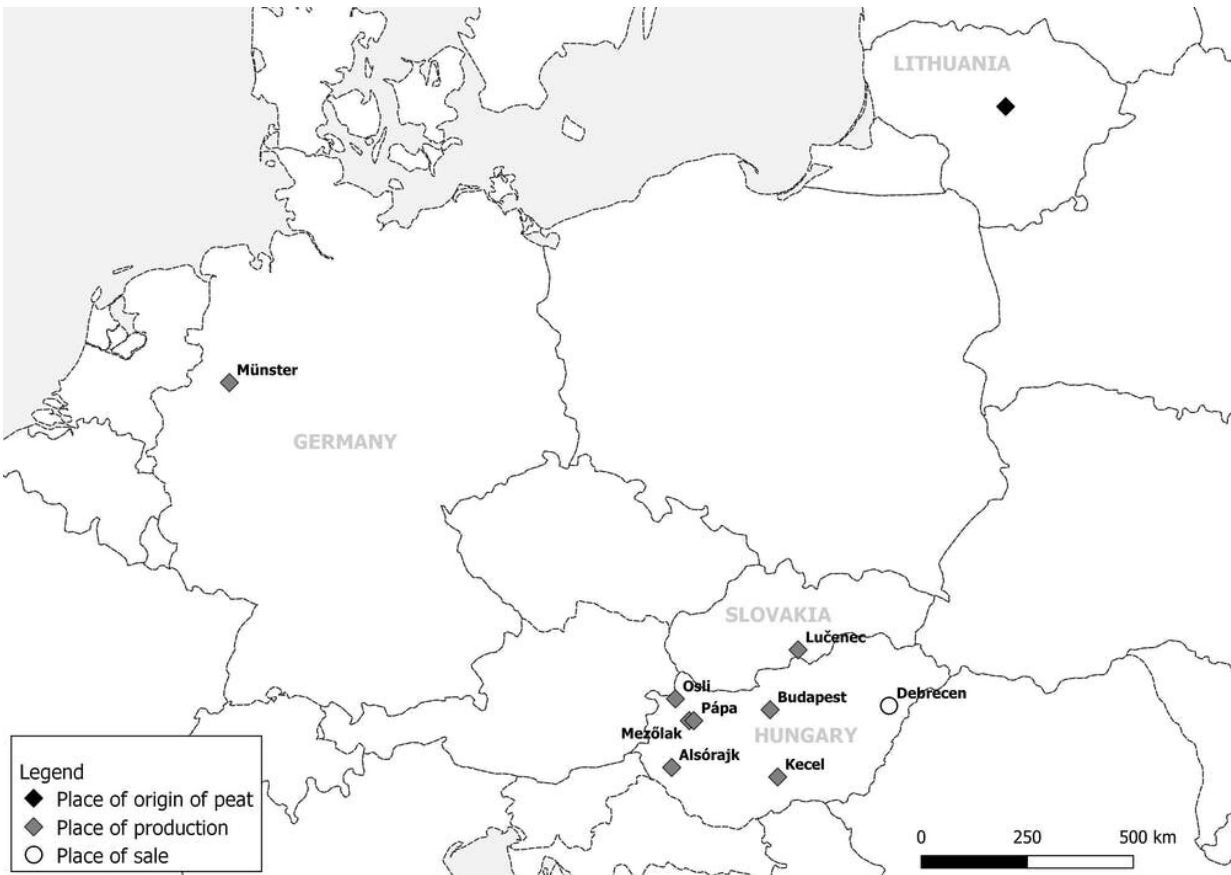 LITHUANIA
Münster
GERMANY
SLOVAKIA
Lučenec
Osli
Budapest
Debrecen
Pápa
Mezőlak
HUNGARY
Alsórajk
Kecel
Legend
Place of origin of peat
Place of production
Place of sale
0 250 500 km